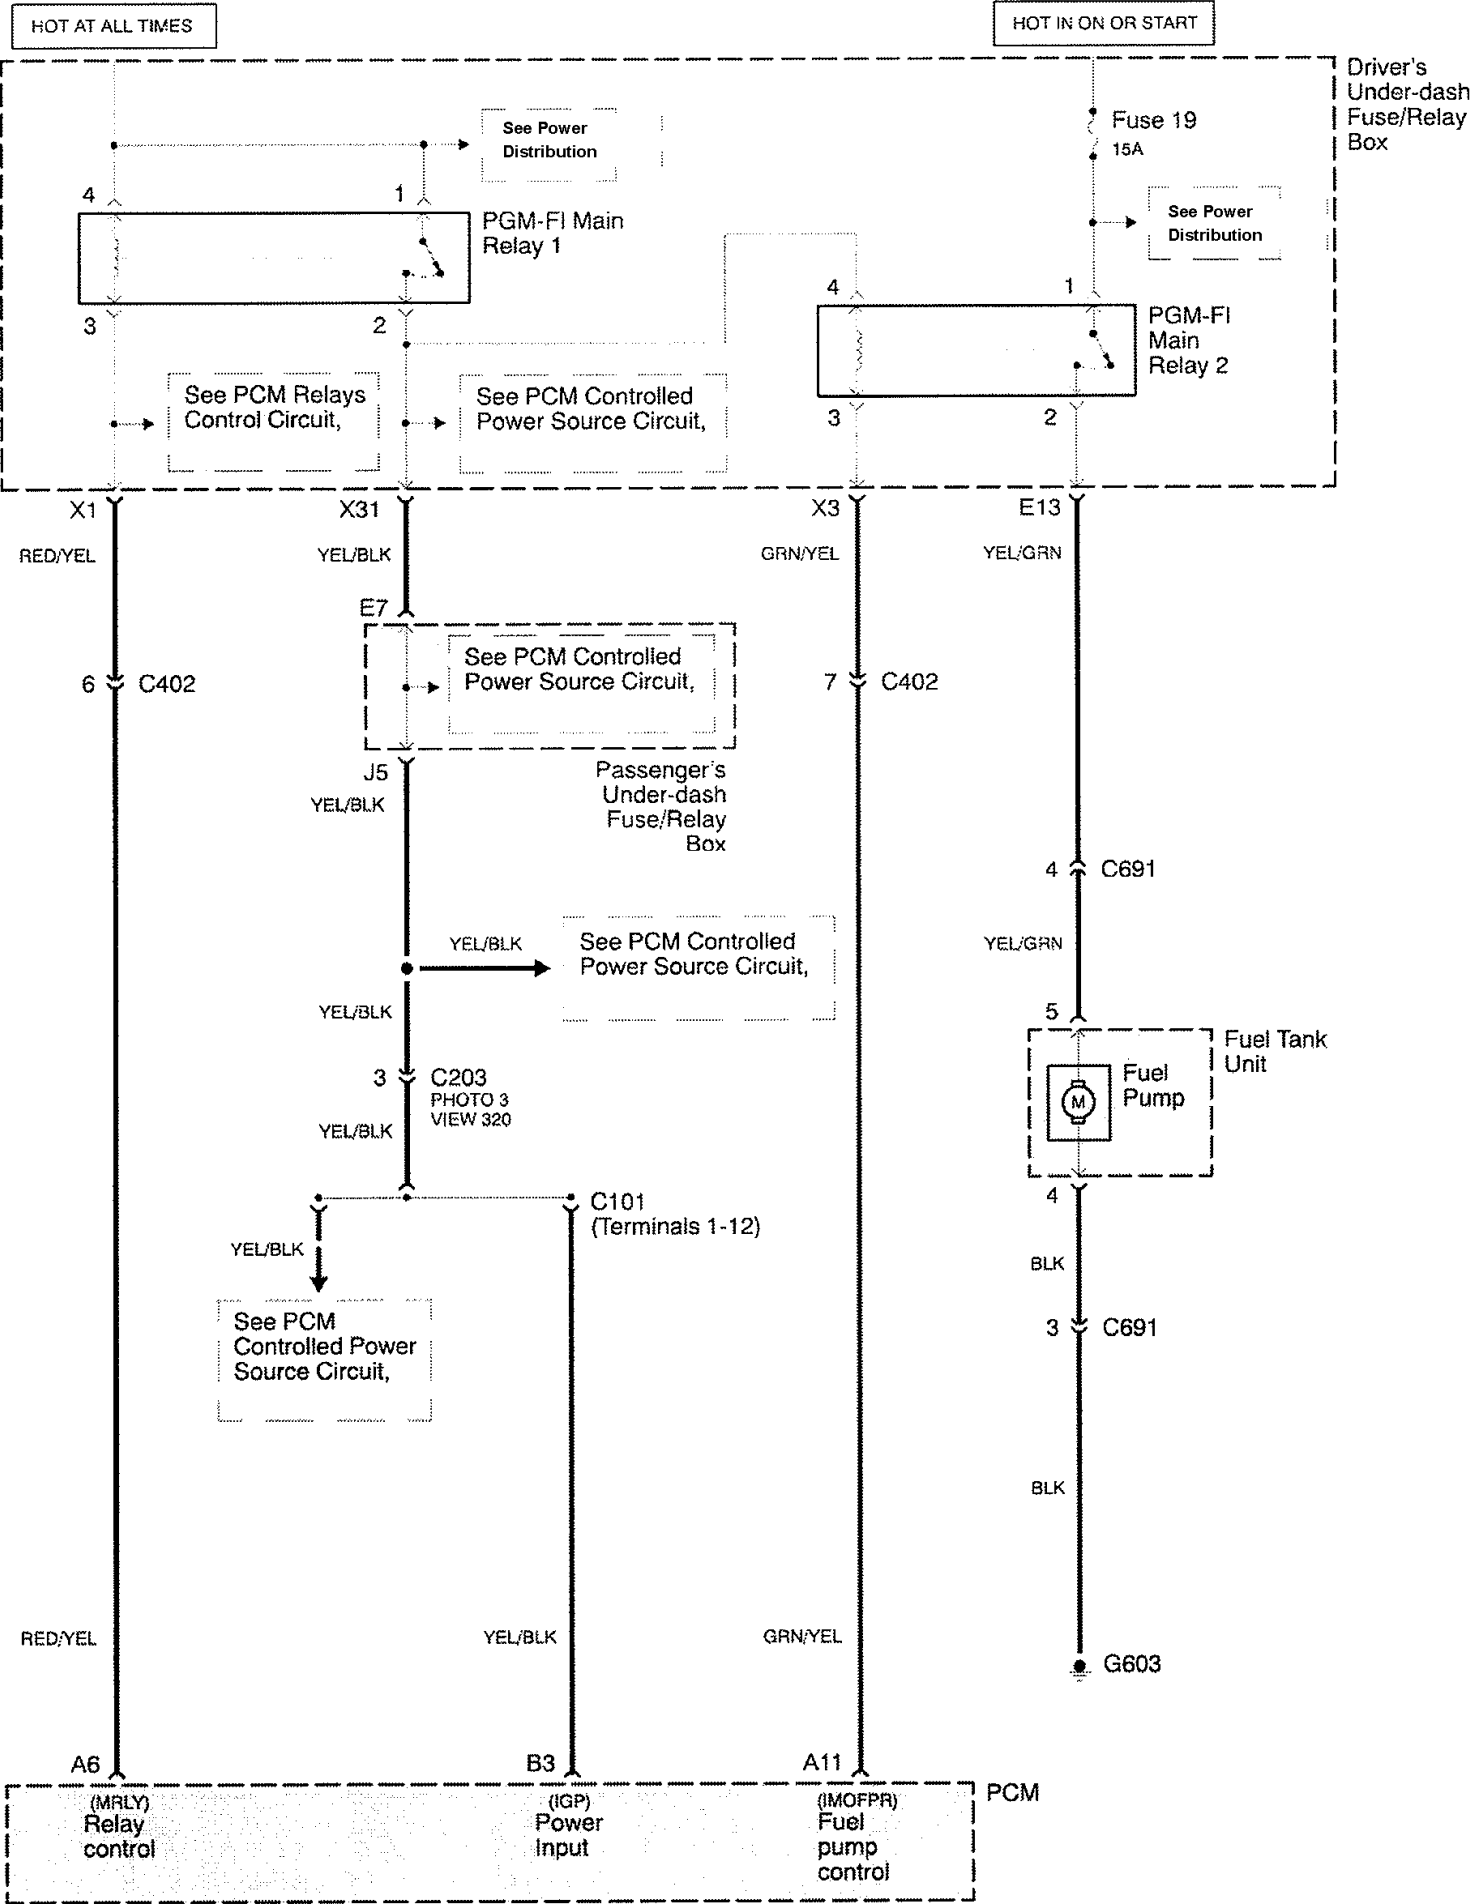 HOT AT ALL TIMES
HOT IN ON OR START
Driver's
Under-dash
Fuse/Relay
Box
Fuse 19
15A
See Power
Distribution
4
1
PGM-FI Main
Relay 1
See Power
Distribution
3
2
4
1
PGM-FI
Main
Relay 2
See PCM Relays
Control Circuit,
See PCM Controlled
Power Source Circuit,
3
2
X1
X31
X3
E13
RED/YEL
YEL/BLK
GRN/YEL
YEL/GRN
E7
See PCM Controlled
Power Source Circuit,
6
C402
7
C402
J5
Passenger's
Under-dash
Fuse/Relay
Box
YEL/BLK
4
C691
YEL/BLK
See PCM Controlled
Power Source Circuit,
YEL/GRN
YEL/BLK
5
Fuel Tank
Unit
Fuel
Pump
M
3
C203
PHOTO 3
VIEW 320
YEL/BLK
4
C101
(Terminals 1-12)
YEL/BLK
BLK
See PCM
Controlled Power
Source Circuit,
3
C691
BLK
RED/YEL
YEL/BLK
GRN/YEL
G603
A6
B3
A11
PCM
(MRLY)
Relay
control
(IGP)
Power
Input
(IMOFPR)
Fuel
pump
control